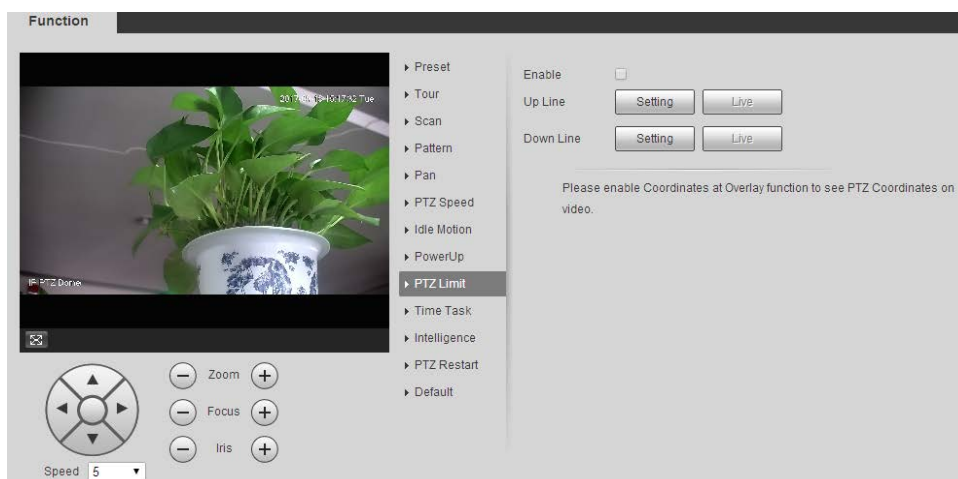 Function
Tue
IP PTZ Dome
Zoom
Focus
Iris
Speed 5
Preset
Tour
Scan
Pattern
Pan
PTZ Speed
Idle Motion
PowerUp
PTZ Limit
Time Task
Intelligence
PTZ Restart
Default
Enable
Up Line Setting Live
Down Line Setting Live
Please enable Coordinates at Overlay function to see PTZ Coordinates on
video.